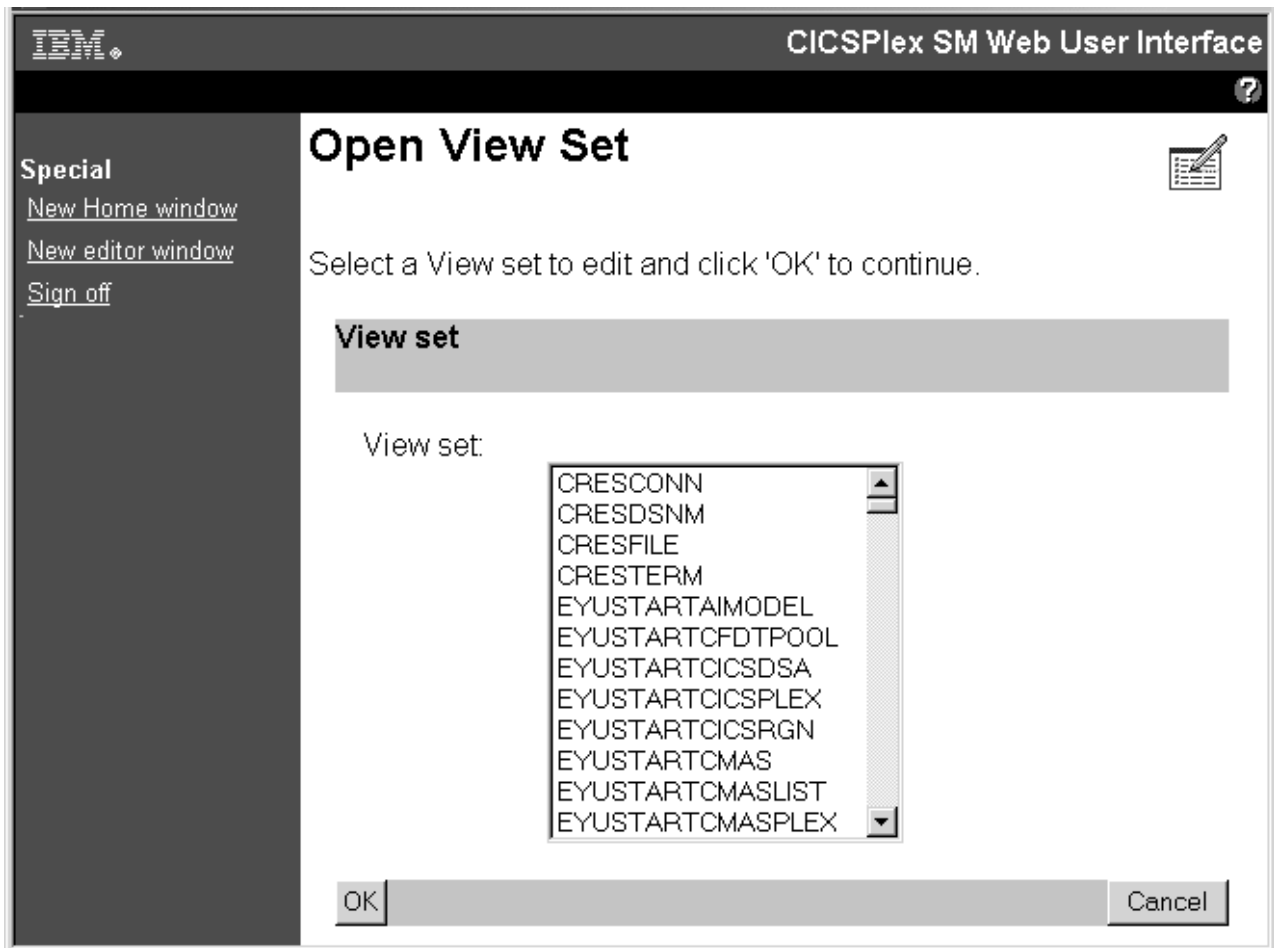 IBM
CICSPlex SM Web User Interface
?
Special
New Home window
New editor window
Sign off
Open View Set
Select a View set to edit and click 'OK' to continue.
View set
View set:
CRESCONN
CRESDSNM
CRESFILE
CRESTERM
EYUSTARTAIMODEL
EYUSTARTCFDTPOOL
EYUSTARTCICSDSA
EYUSTARTCICSPLEX
EYUSTARTCICSRGN
EYUSTARTCMAS
EYUSTARTCMASLIST
EYUSTARTCMASPLEX
OK
Cancel